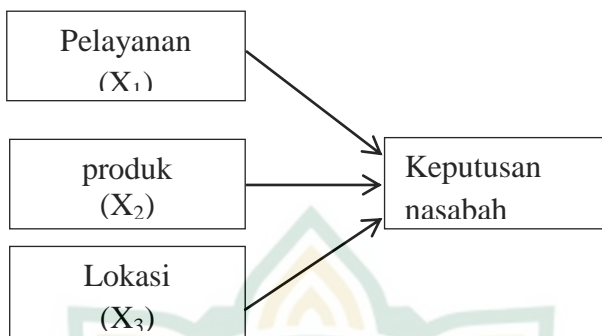 Pelayanan
(X₁)
produk
(X₂)
Lokasi
(X₃)
Keputusan
nasabah